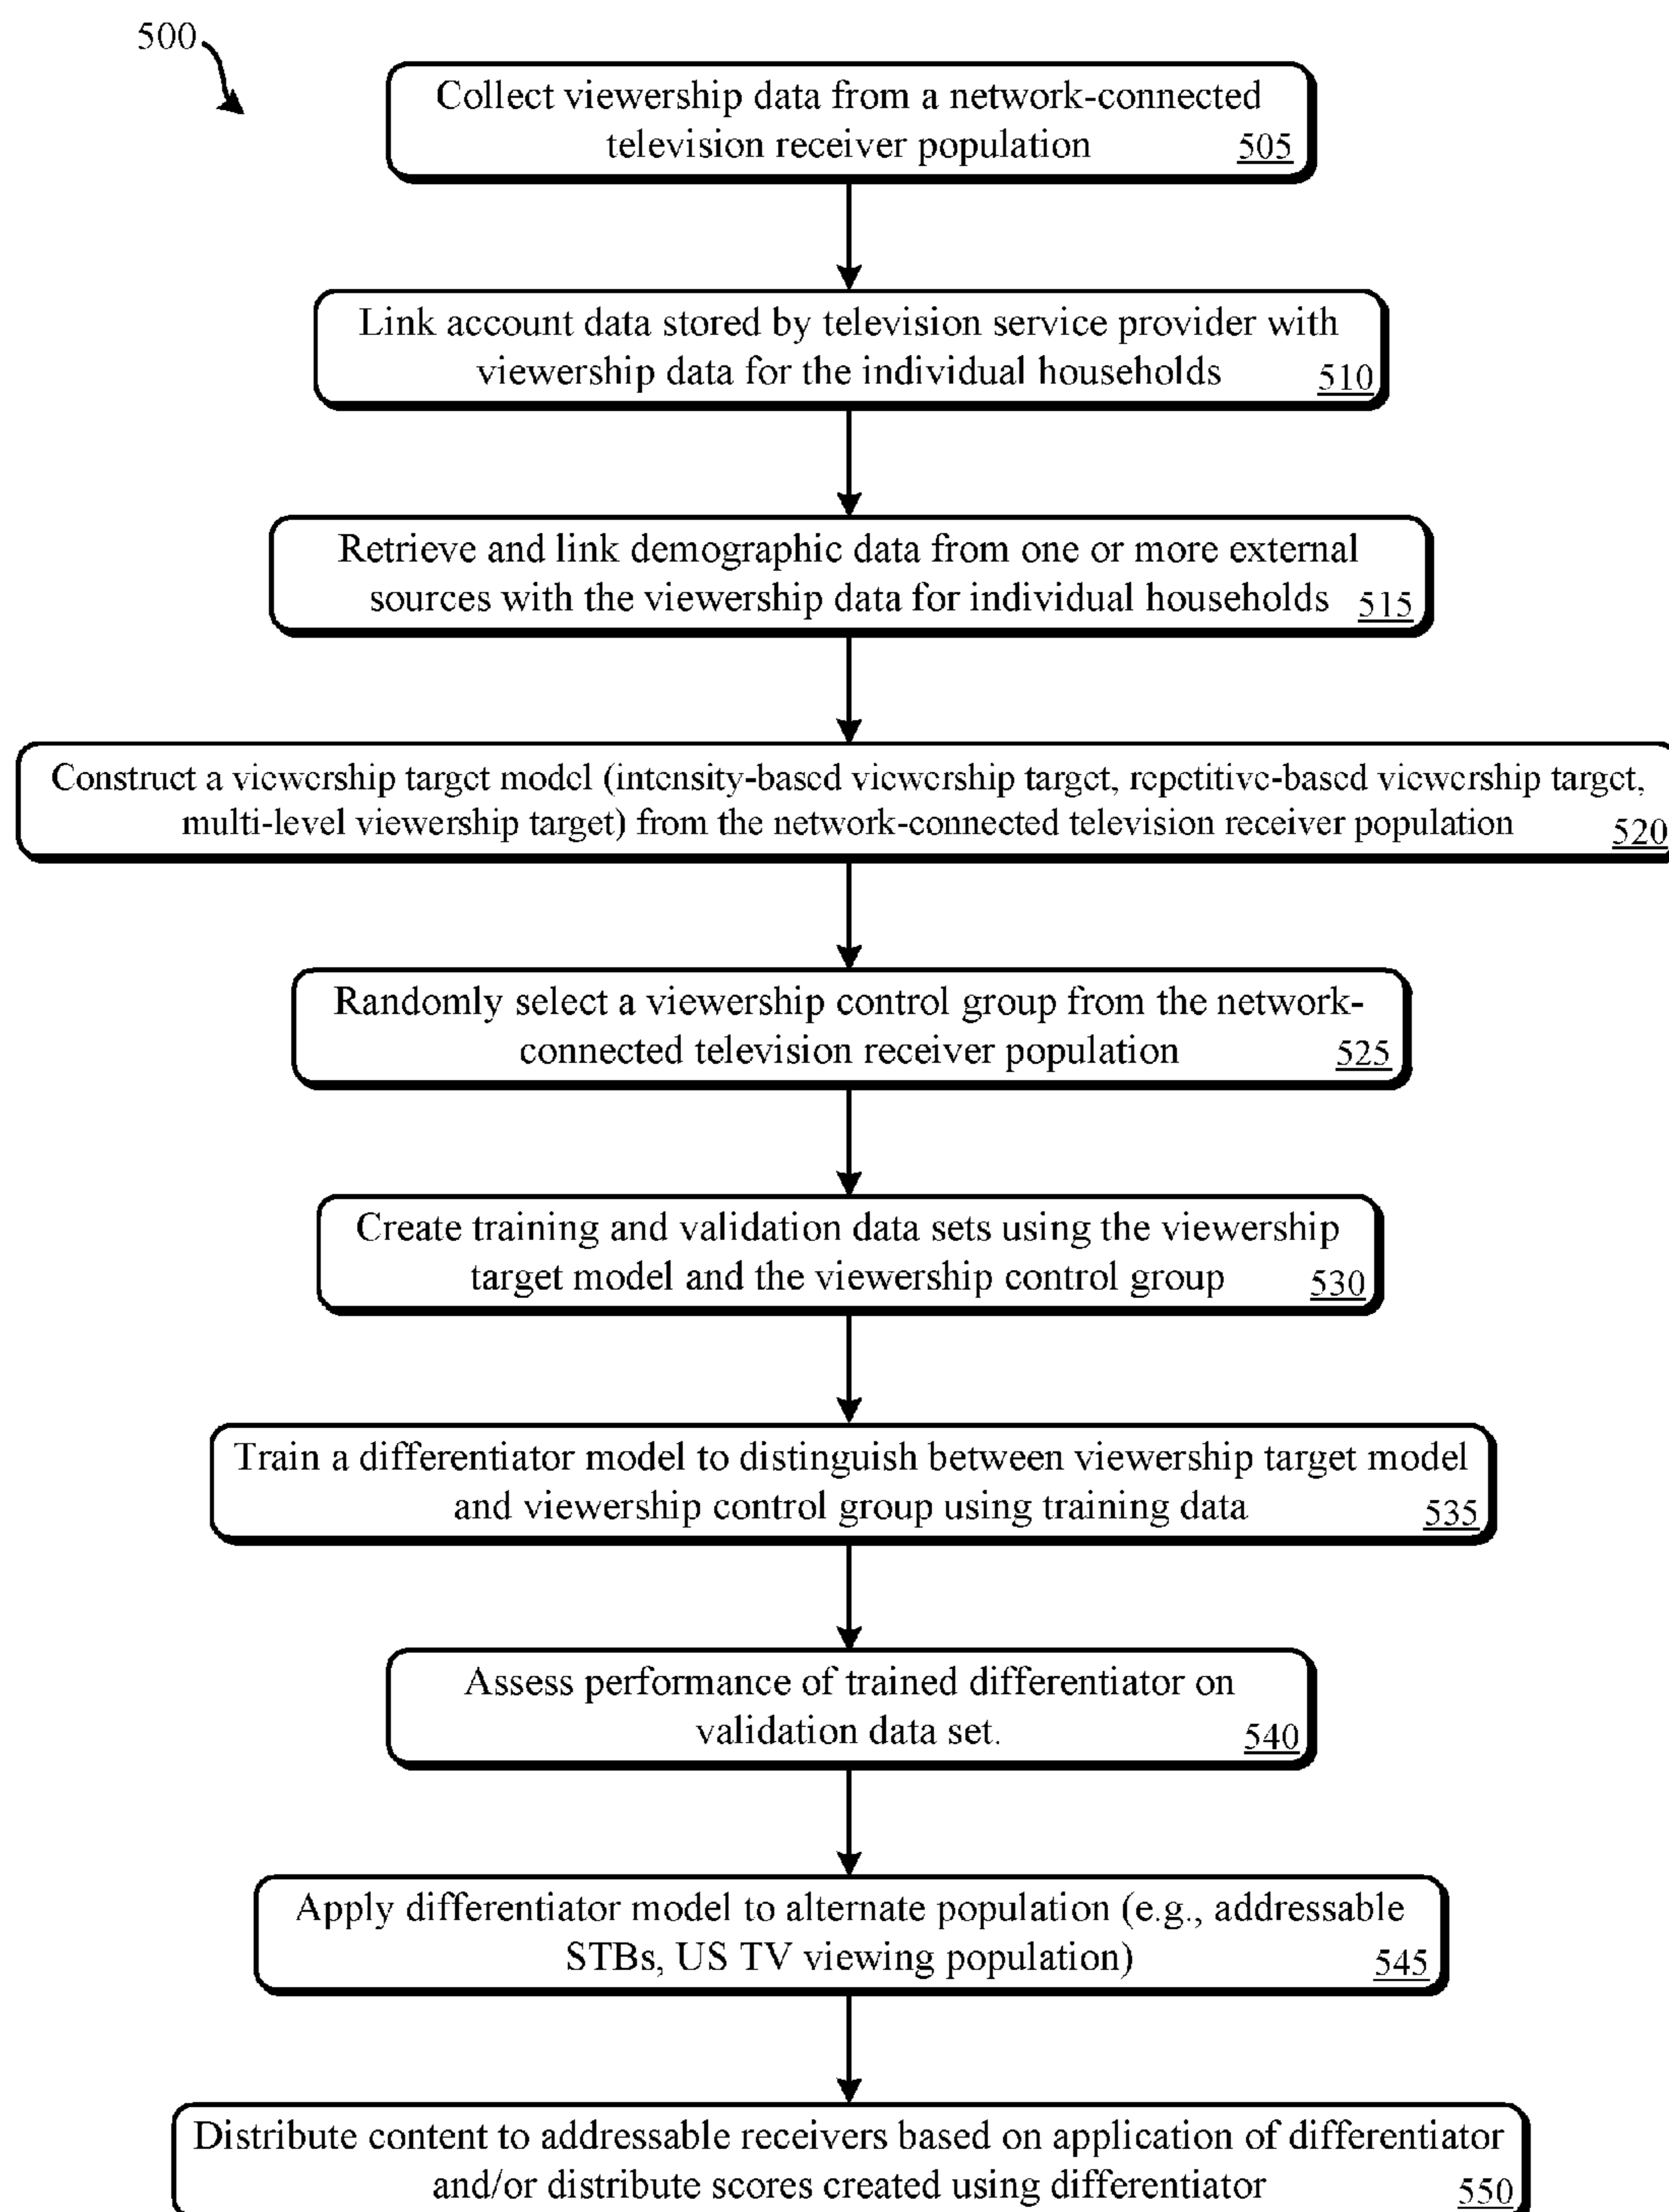 500
Collect viewership data from a network-connected
television receiver population 505
Link account data stored by television service provider with
viewership data for the individual households 510
Retrieve and link demographic data from one or more external
sources with the viewership data for individual households 515
Construct a viewership target model (intensity-based viewership target, repetitive-based viewership target,
multi-level viewership target) from the network-connected television receiver population 520
Randomly select a viewership control group from the network-
connected television receiver population 525
Create training and validation data sets using the viewership
target model and the viewership control group 530
Train a differentiator model to distinguish between viewership target model
and viewership control group using training data 535
Assess performance of trained differentiator on
validation data set. 540
Apply differentiator model to alternate population (e.g., addressable
STBs, US TV viewing population) 545
Distribute content to addressable receivers based on application of differentiator
and/or distribute scores created using differentiator 550